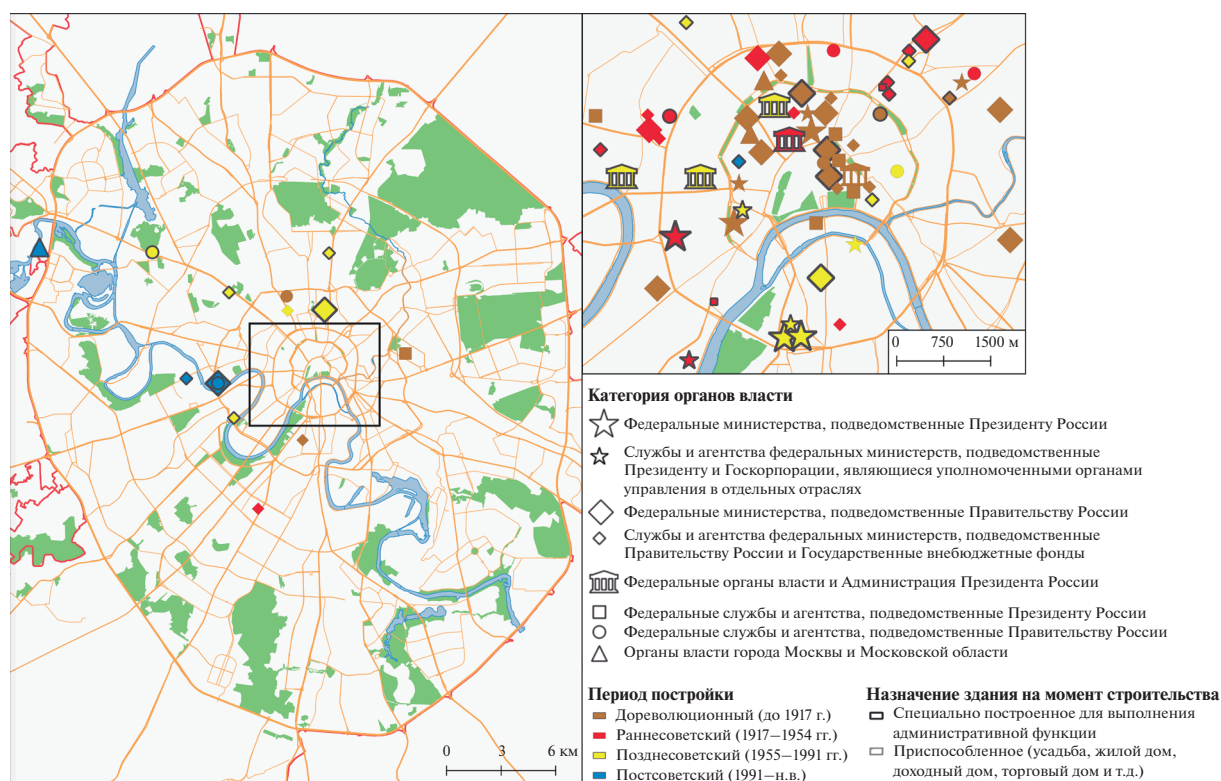 0 750 1500 м
Категория органов власти
Федеральные министерства, подведомственные Президенту России
Службы и агентства федеральных министерств, подведомственные
Президенту и Госкорпорации, являющиеся уполномоченными органами
управления в отдельных отраслях
Федеральные министерства, подведомственные Правительству России
Службы и агентства федеральных министерств, подведомственные
Правительству России и Государственные внебюджетные фонды
Федеральные органы власти и Администрация Президента России
Федеральные службы и агентства, подведомственные Президенту России
Федеральные службы и агентства, подведомственные Правительству России
Органы власти города Москвы и Московской области
Период постройки
Дореволюционный (до 1917 г.)
Раннесоветский (1917–1954 гг.)
Позднесоветский (1955–1991 гг.)
Постсоветский (1991–н.в.)
Назначение здания на момент строительства
Специально построенное для выполнения
административной функции
Приспособленное (усадьба, жилой дом,
доходный дом, торговый дом и т.д.)
0 3 6 км